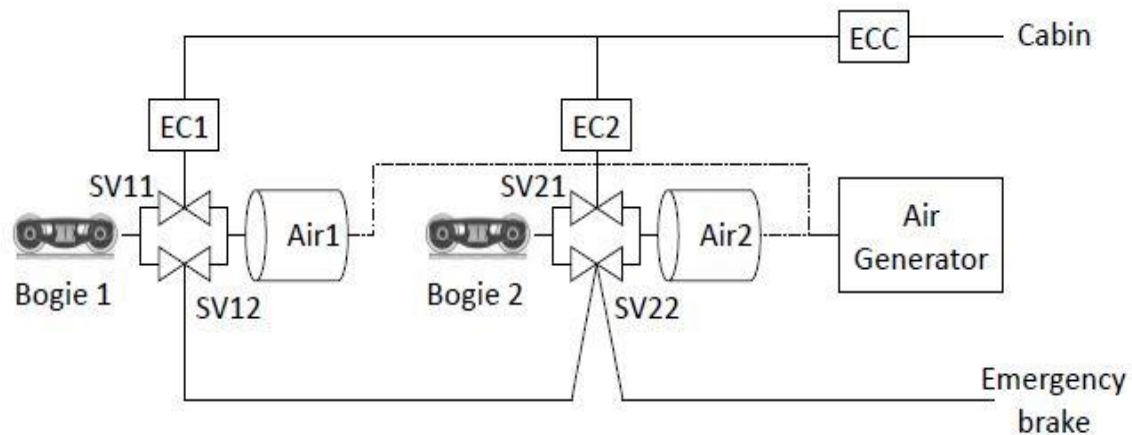 ECC
Cabin
EC1
EC2
SV11
SV21
Air1
Air2
Air
Generator
Bogie 1
SV12
Bogie 2
SV22
Emergency
brake